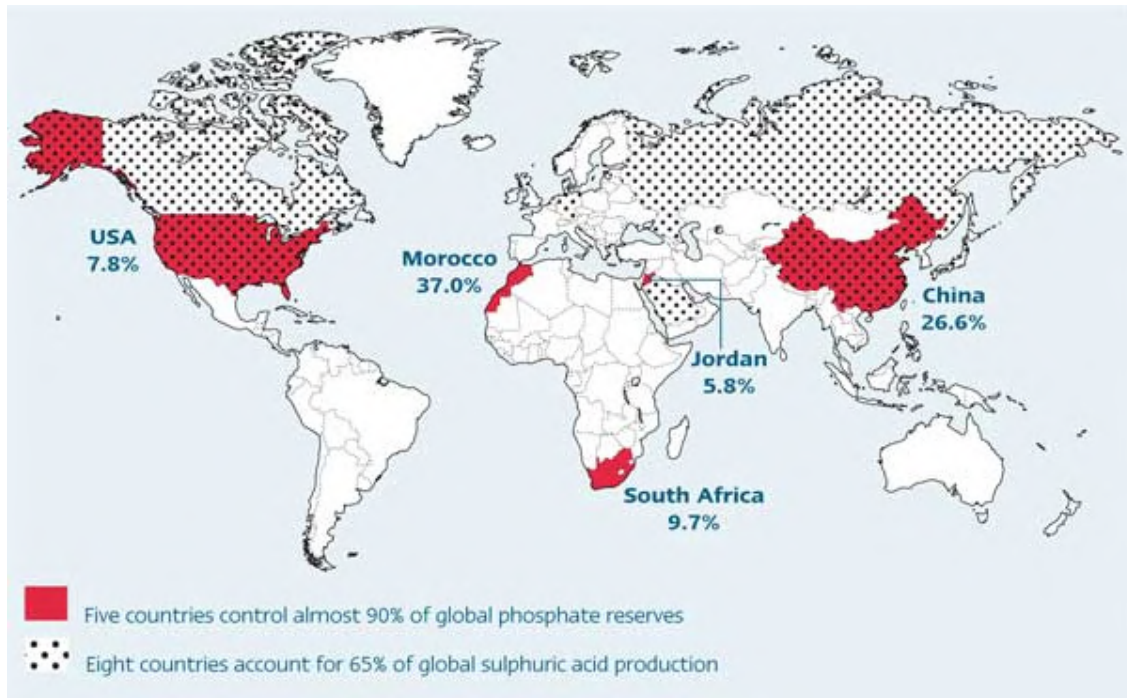 USA
7.8%
Morocco
37.0%
China
26.6%
Jordan
5.8%
South Africa
9.7%
Five countries control almost 90% of global phosphate reserves
Eight countries account for 65% of global sulphuric acid production